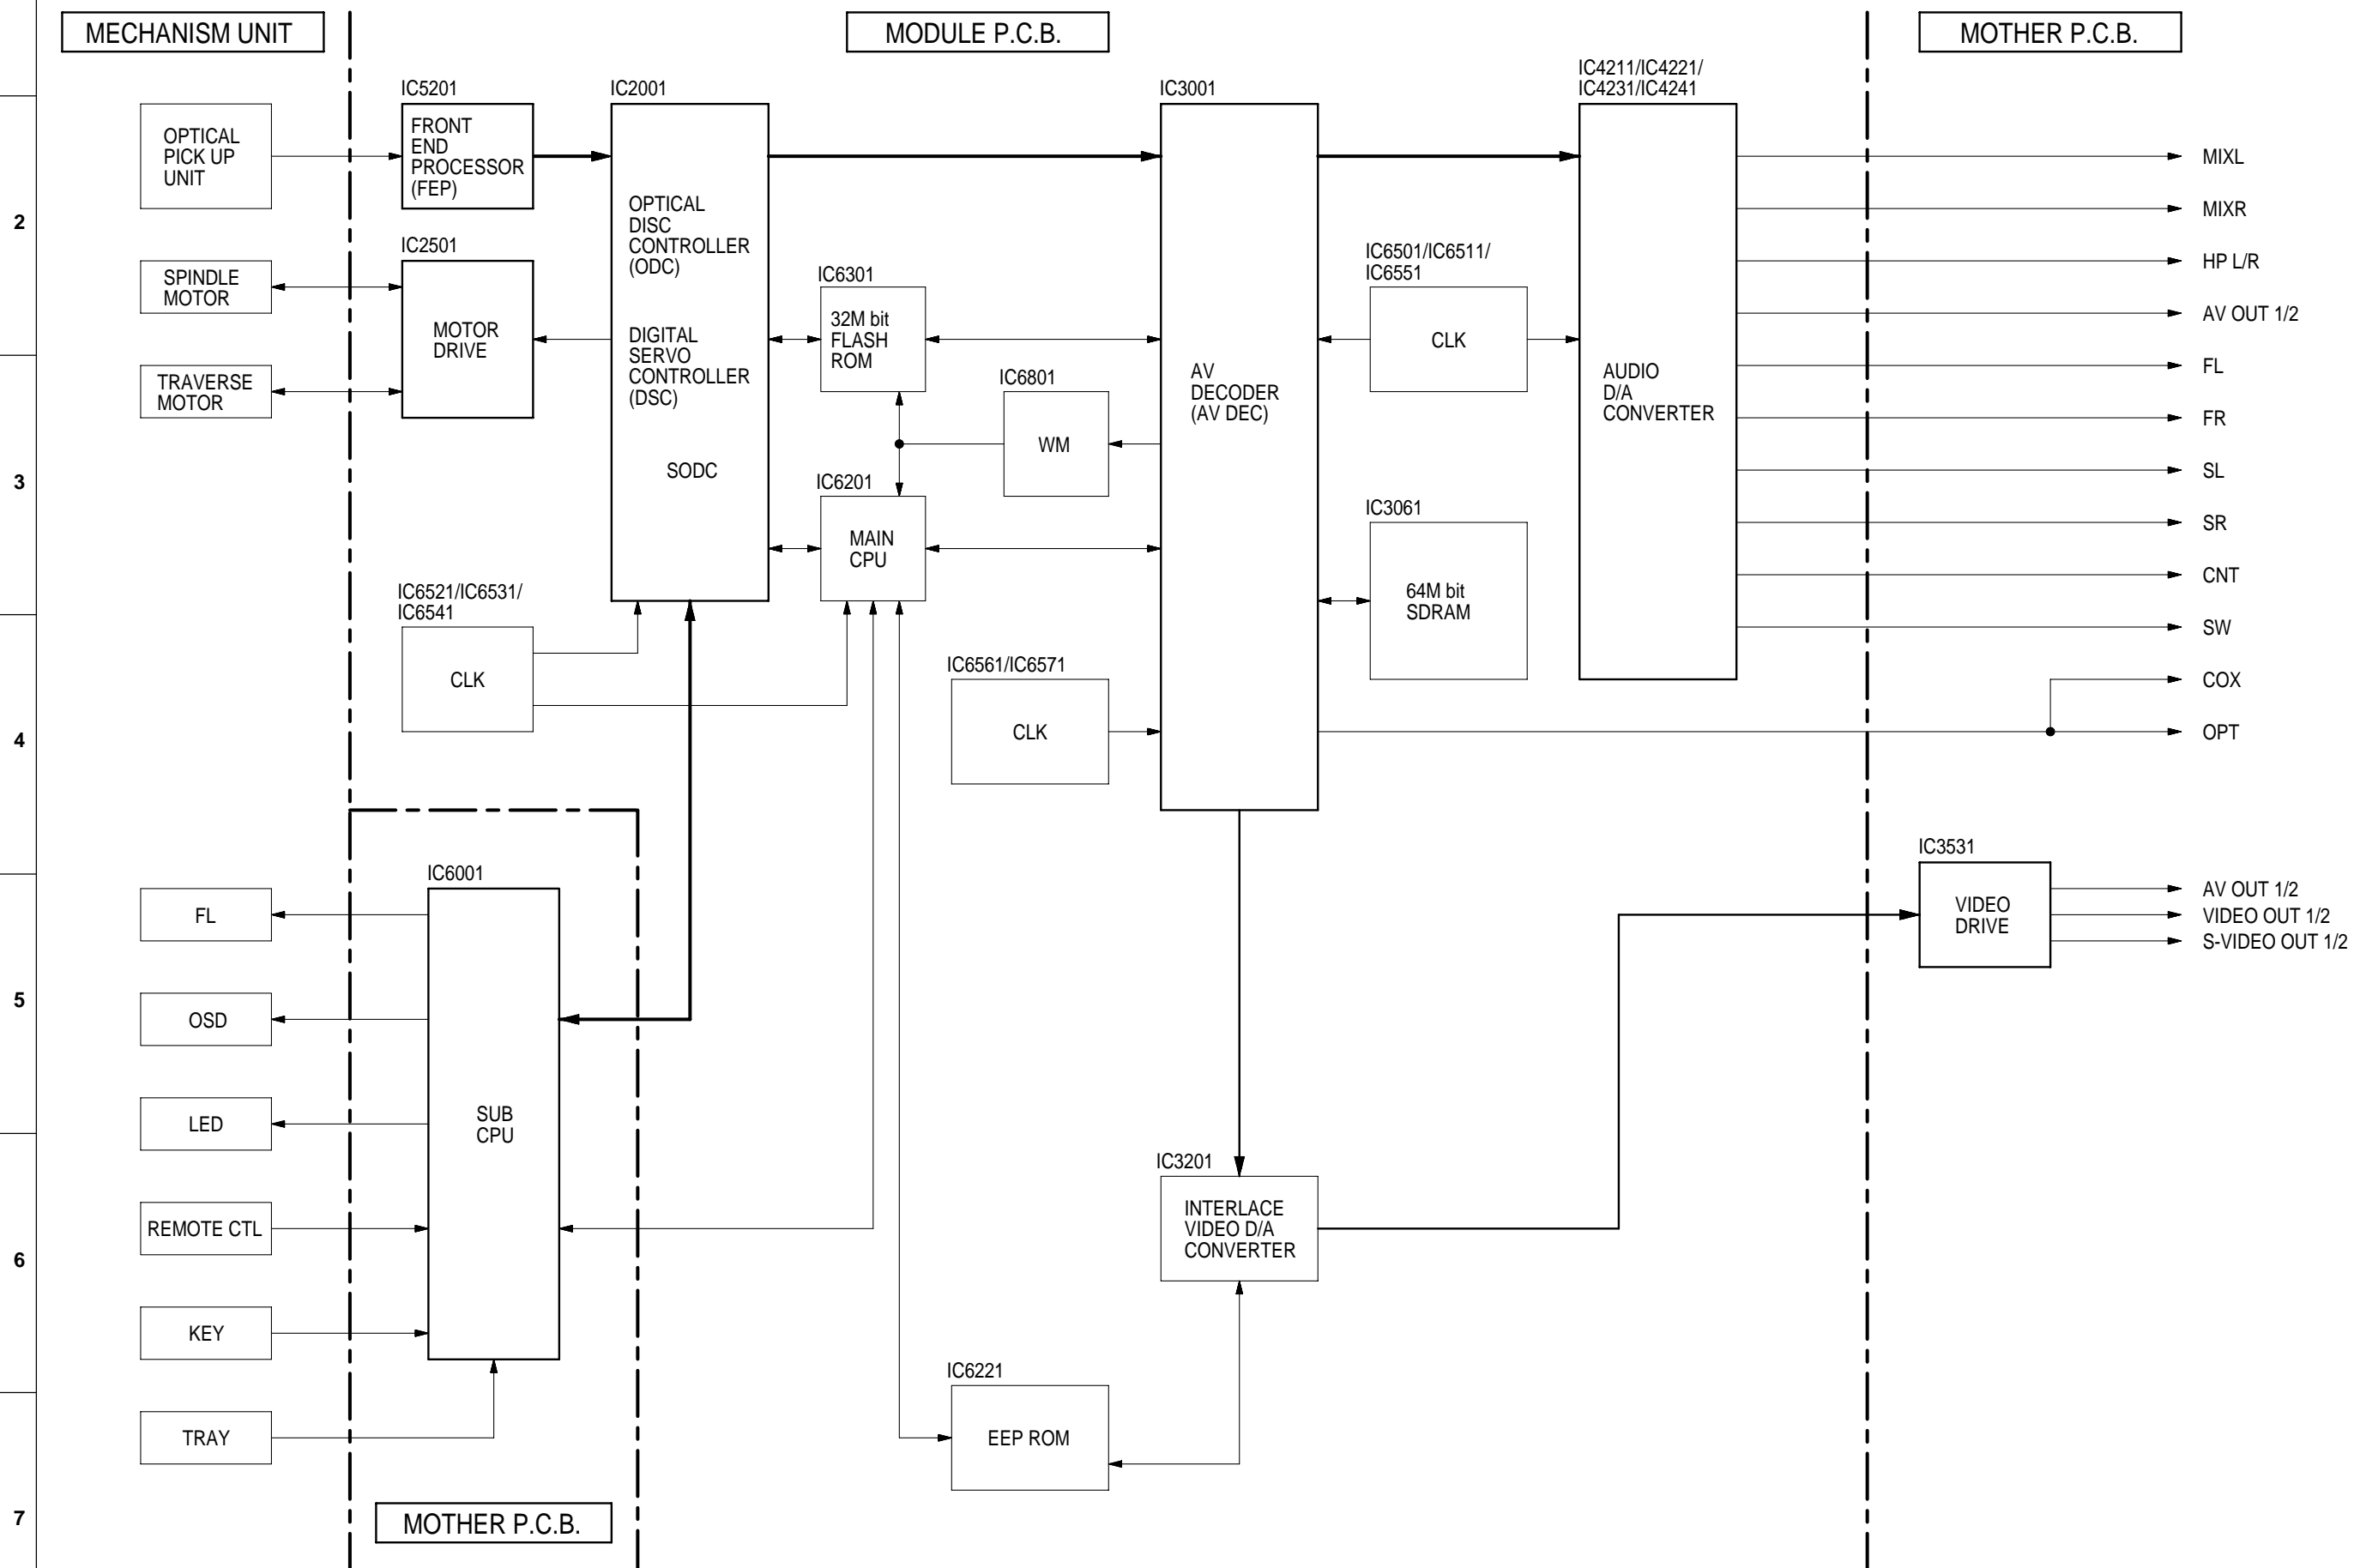 MECHANISM UNIT
MODULE P.C.B.
MOTHER P.C.B.
2
3
4
5
6
7
OPTICAL
PICK UP
UNIT
SPINDLE
MOTOR
TRAVERSE
MOTOR
IC5201
FRONT
END
PROCESSOR
(FEP)
IC2501
MOTOR
DRIVE
IC2001
OPTICAL
DISC
CONTROLLER
(ODC)
DIGITAL
SERVO
CONTROLLER
(DSC)
SODC
IC6301
32M bit
FLASH
ROM
IC6801
WM
IC6201
MAIN
CPU
IC6521/IC6531/
IC6541
CLK
IC6561/IC6571
CLK
IC3001
AV
DECODER
(AV DEC)
IC6501/IC6511/
IC6551
CLK
IC3061
64M bit
SDRAM
IC4211/IC4221/
IC4231/IC4241
AUDIO
D/A
CONVERTER
MIXL
MIXR
HP L/R
AV OUT 1/2
FL
FR
SL
SR
CNT
SW
COX
OPT
IC3531
VIDEO
DRIVE
AV OUT 1/2
VIDEO OUT 1/2
S-VIDEO OUT 1/2
FL
OSD
LED
REMOTE CTL
KEY
TRAY
IC6001
SUB
CPU
IC3201
INTERLACE
VIDEO D/A
CONVERTER
IC6221
EEP ROM
MOTHER P.C.B.